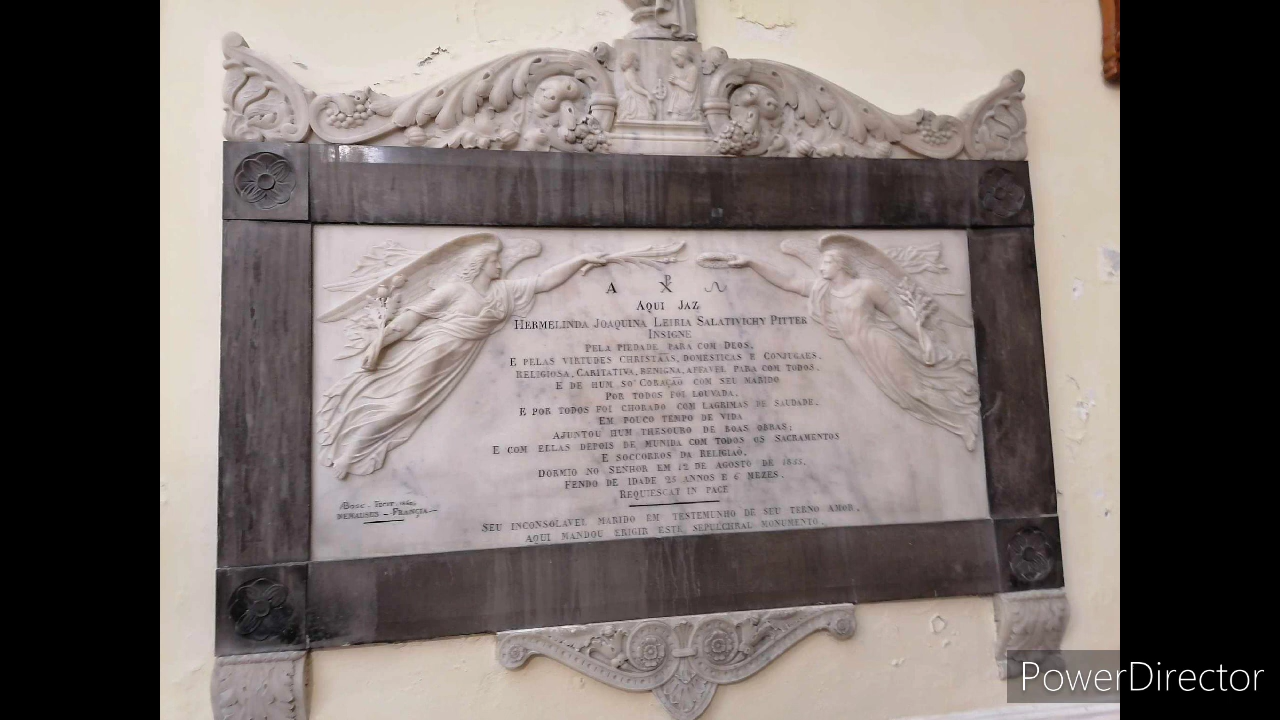 A ☧ Ω
AQUI JAZ
HERMELINDA JOAQUINA LEIRIA SALATIVICHY PITTER
INSIGNE
PELA PIEDADE PARA COM DEOS,
E PELAS VIRTUDES CHRISTÃAS, DOMESTICAS E CONJUGAES.
RELIGIOSA, CARITATIVA, BENIGNA, AFFAVEL PARA COM TODOS.
E DE HUM SO' CORAÇAO COM SEU MARIDO
POR TODOS FOI LOUVADA,
E POR TODOS FOI CHORADO COM LAGRIMAS DE SAUDADE.
EM POUCO TEMPO DE VIDA
AJUNTOU HUM THESOURO DE BOAS OBRAS;
E COM ELLAS DEPOIS DE MUNIDA COM TODOS OS SACRAMENTOS
E SOCCORROS DA RELIGIAÕ,
DORMIO NO SENHOR EM 12 DE AGOSTO DE
FENDO DE IDADE 25 ANNOS E 6 MEZES.
REQUIESCAT IN PACE
Bosc.
NEMAUSUS - FRANÇIA -
SEU INCONSOLAVEL MARIDO EM TESTEMUNHO DE SEU TERNO AMOR,
AQUI MANDOU ERIGIR ESTE SEPULCHRAL MONUMENTO.
PowerDirector